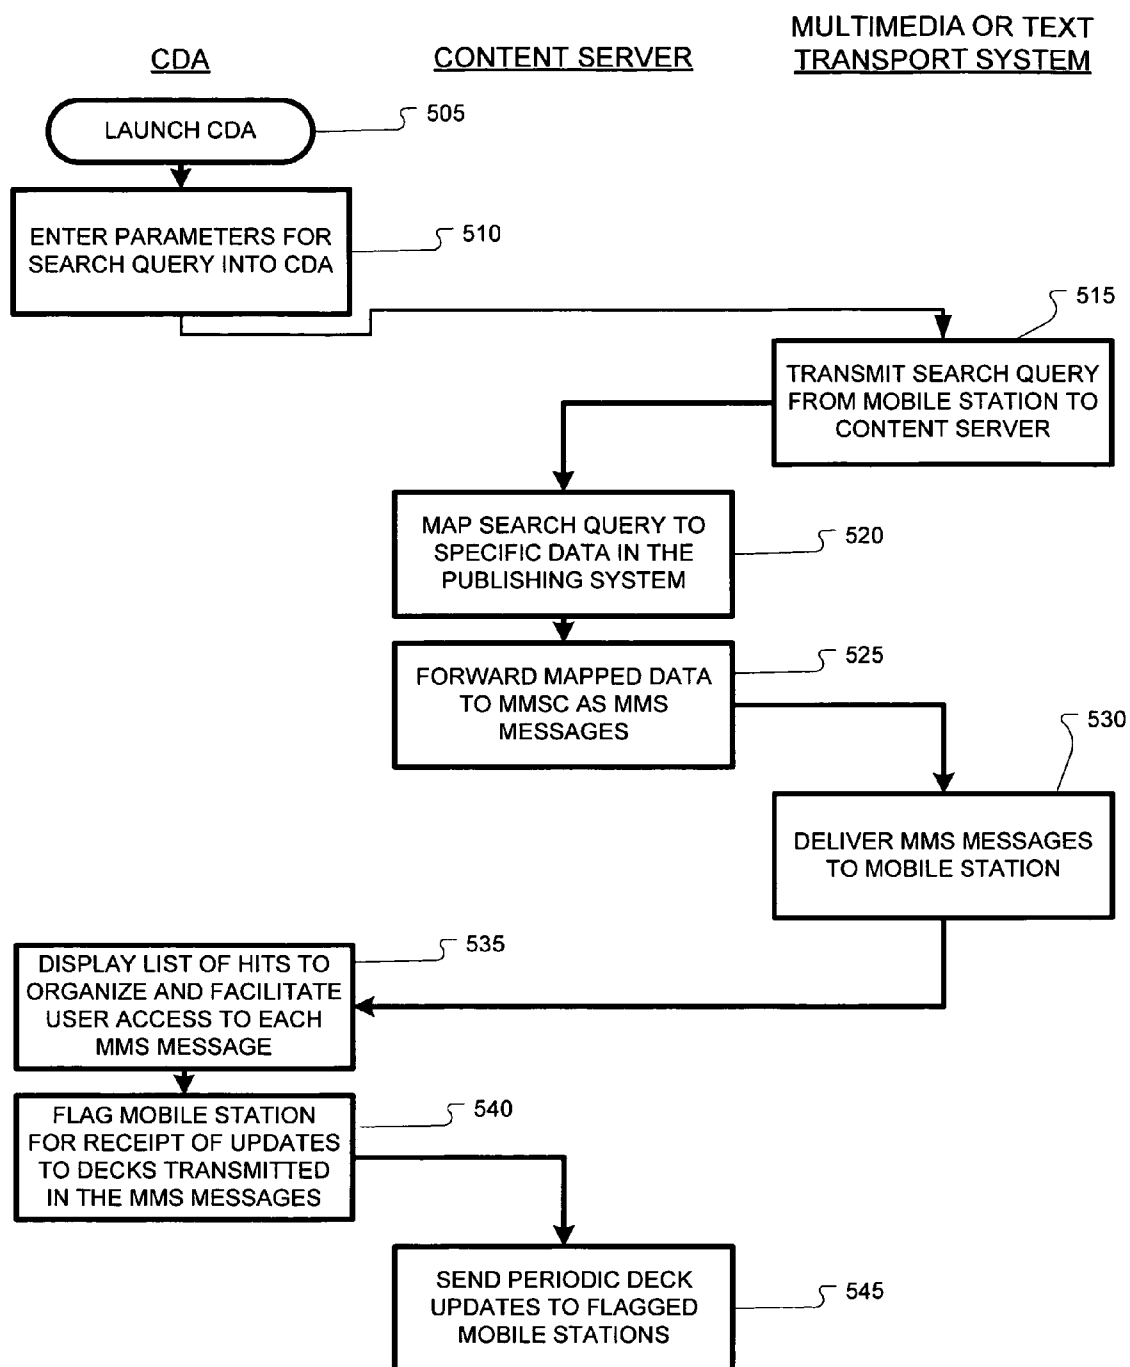 CDA
CONTENT SERVER
MULTIMEDIA OR TEXT
TRANSPORT SYSTEM
LAUNCH CDA
505
ENTER PARAMETERS FOR
SEARCH QUERY INTO CDA
510
515
TRANSMIT SEARCH QUERY
FROM MOBILE STATION TO
CONTENT SERVER
MAP SEARCH QUERY TO
SPECIFIC DATA IN THE
PUBLISHING SYSTEM
520
FORWARD MAPPED DATA
TO MMSC AS MMS
MESSAGES
525
530
DELIVER MMS MESSAGES
TO MOBILE STATION
DISPLAY LIST OF HITS TO
ORGANIZE AND FACILITATE
USER ACCESS TO EACH
MMS MESSAGE
535
FLAG MOBILE STATION
FOR RECEIPT OF UPDATES
TO DECKS TRANSMITTED
IN THE MMS MESSAGES
540
SEND PERIODIC DECK
UPDATES TO FLAGGED
MOBILE STATIONS
545